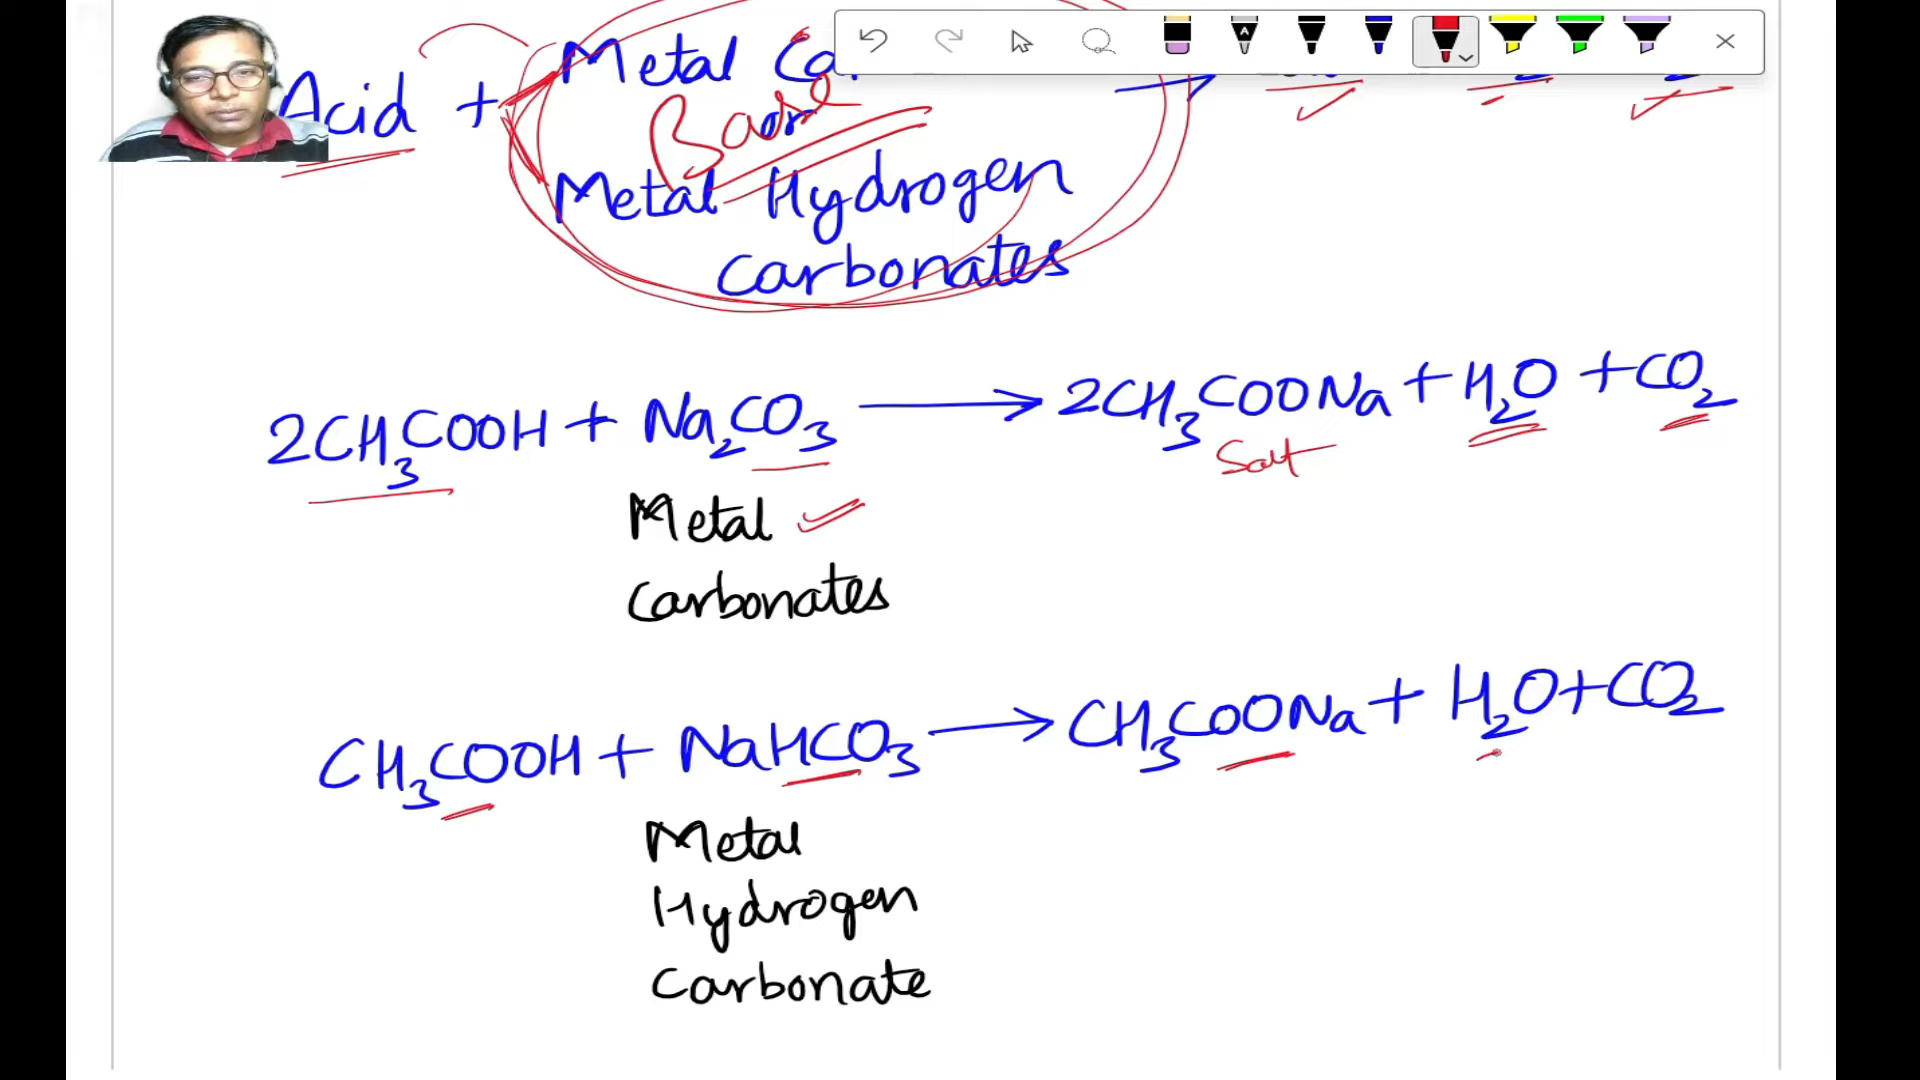 Acid + Metal Ca
Base
or
Metal Hydrogen
Carbonates
2CH₃COOH + Na₂CO₃ → 2CH₃COONa + H₂O + CO₂
Salt
Metal ✓
Carbonates
CH₃COOH + NaHCO₃ → CH₃COONa + H₂O + CO₂
Metal
Hydrogen
Carbonate